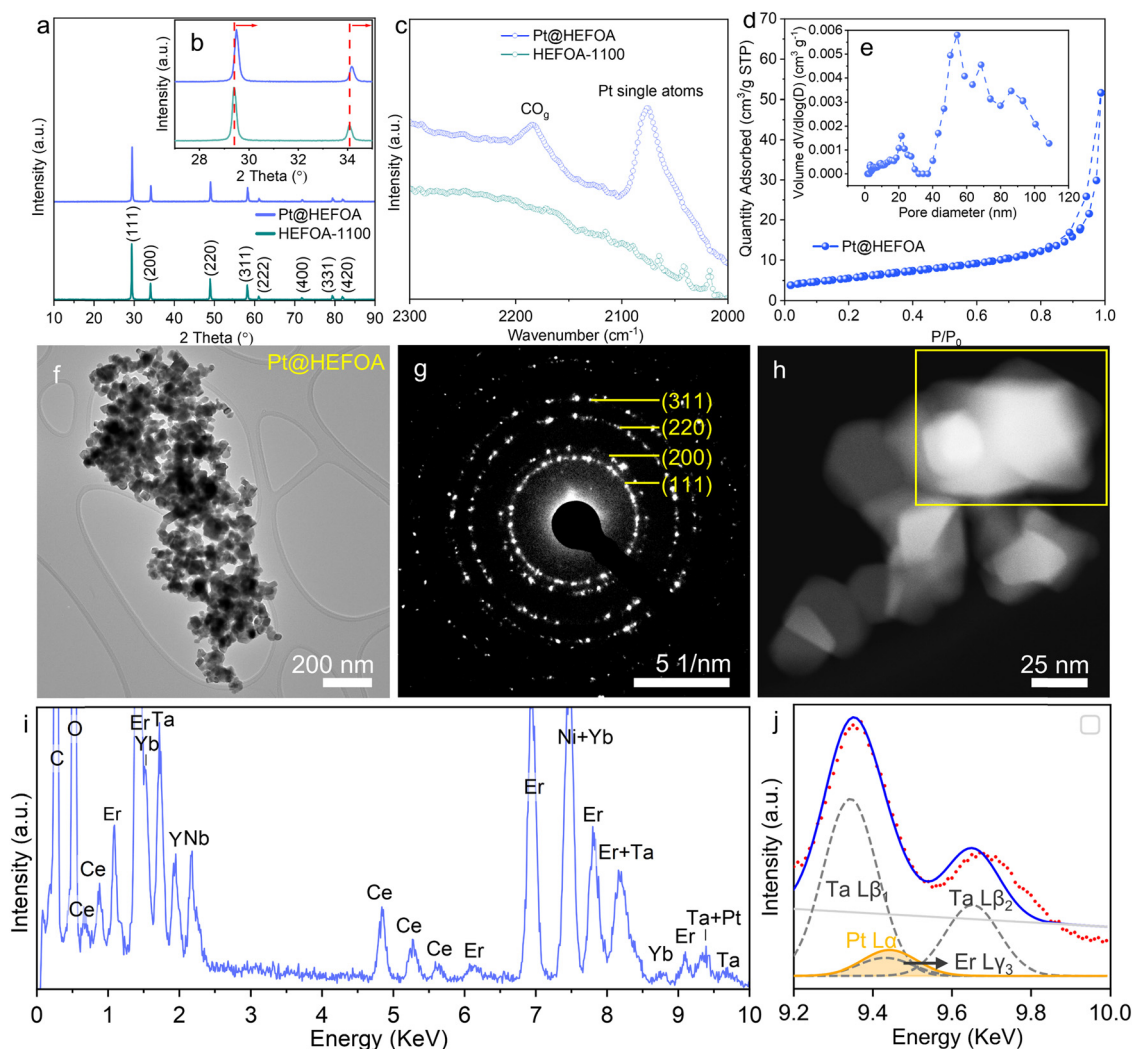 a
Intensity (a.u.)
Pt@HEFOA
HEFOA-1100
(111)
(200)
(220)
(311)
(222)
(400)
(331)
(420)
10 20 30 40 50 60 70 80 90
2 Theta (°)
b
Intensity (a.u.)
28 30 32 34
2 Theta (°)
c
Pt@HEFOA
HEFOA-1100
COg
Pt single atoms
Intensity (a.u.)
2300 2200 2100 2000
Wavenumber (cm-1)
d
Quantity Adsorbed (cm3/g STP)
70
60
50
40
30
20
10
0
Pt@HEFOA
0.0 0.2 0.4 0.6 0.8 1.0
P/P0
e
Volume dV/dlog(D) (cm3 g-1)
0.006
0.005
0.004
0.003
0.002
0.001
0.000
0 20 40 60 80 100 120
Pore diameter (nm)
f
Pt@HEFOA
200 nm
g
(311)
(220)
(200)
(111)
5 1/nm
h
25 nm
i
Intensity (a.u.)
C
O
Ce
Ce
Er
Er
Yb
Ta
Y
Nb
Ce
Ce
Ce
Er
Er
Ni+Yb
Er
Er+Ta
Yb
Er
Ta+Pt
Ta
0 1 2 3 4 5 6 7 8 9 10
Energy (KeV)
j
Intensity (a.u.)
Ta Lβ1
Ta Lβ2
Pt Lα
Er Lγ3
9.2 9.4 9.6 9.8 10.0
Energy (KeV)